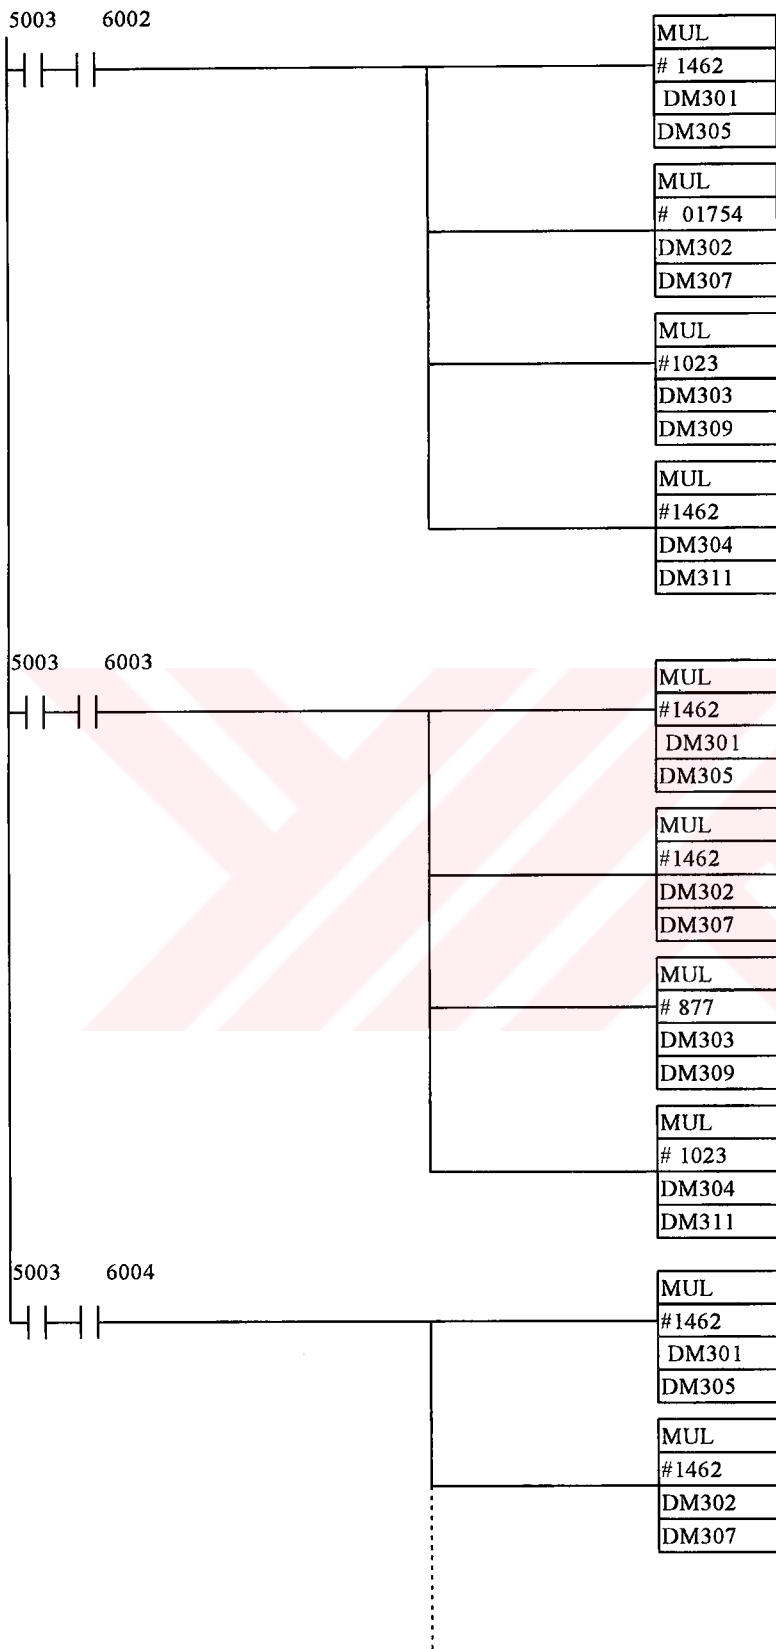 5003 6002
MUL
# 1462
DM301
DM305
MUL
# 01754
DM302
DM307
MUL
#1023
DM303
DM309
MUL
#1462
DM304
DM311
5003 6003
MUL
#1462
DM301
DM305
MUL
#1462
DM302
DM307
MUL
# 877
DM303
DM309
MUL
# 1023
DM304
DM311
5003 6004
MUL
#1462
DM301
DM305
MUL
#1462
DM302
DM307